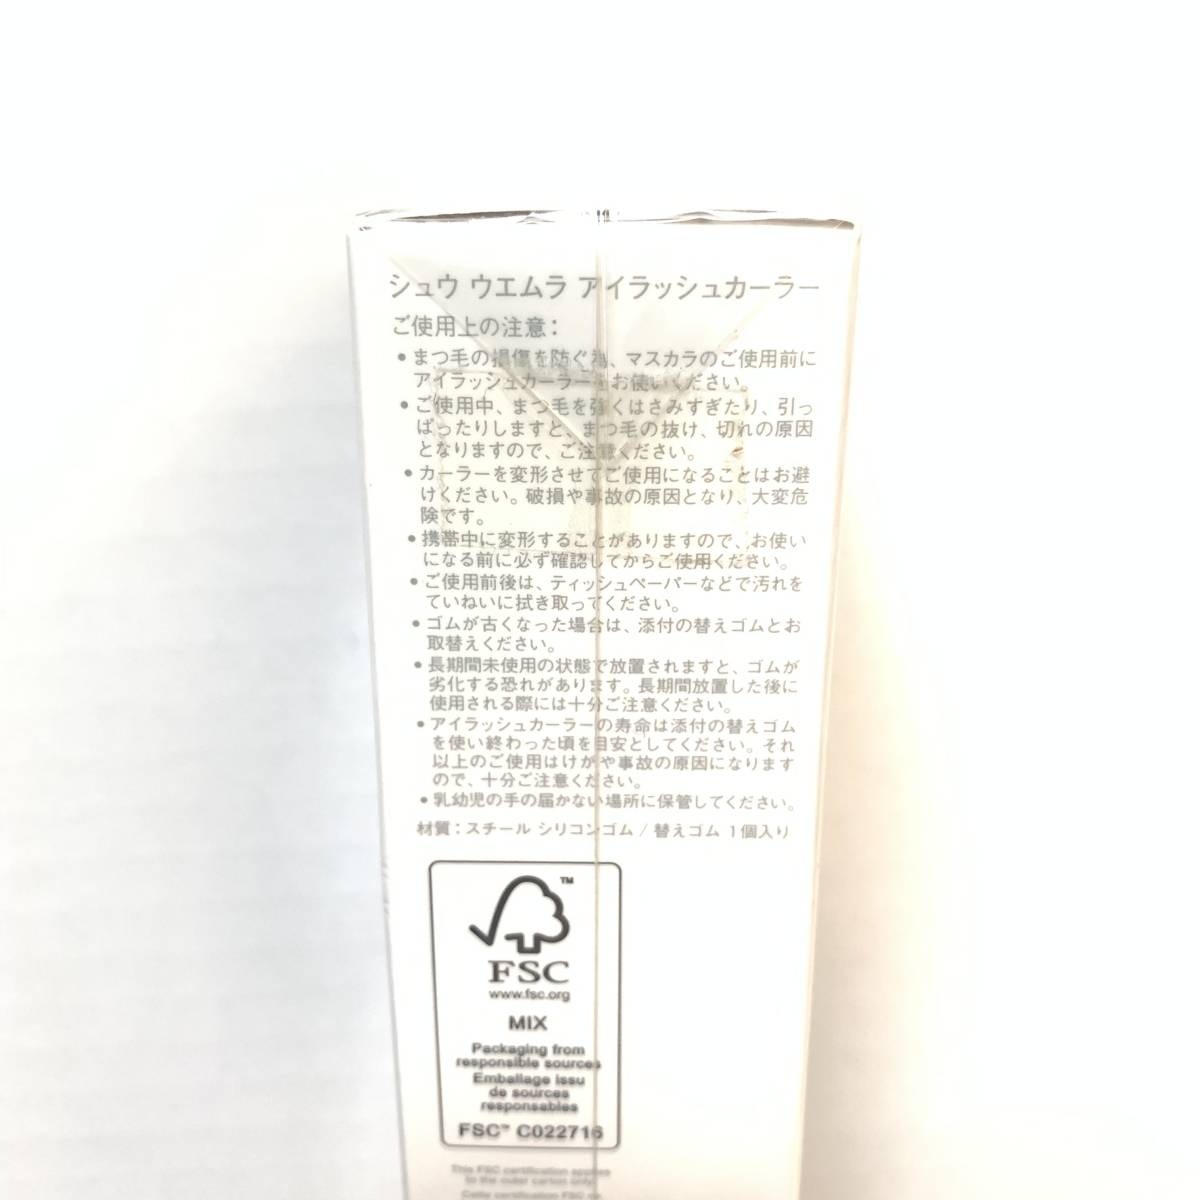 シュウ ウエムラ アイラッシュカーラー
ご使用上の注意：
● まつ毛の損傷を防ぐ為、マスカラのご使用前に
アイラッシュカーラーをお使いください。
● ご使用中、まつ毛を強くはさみすぎたり、引っ
ぱったりしますと、まつ毛の抜け、切れの原因
となりますので、ご注意ください。
● カーラーを変形させてご使用になることはお避
けください。破損や事故の原因となり、大変危
険です。
● 携帯中に変形することがありますので、お使い
になる前に必ず確認してからご使用ください。
● ご使用前後は、ティッシュペーパーなどで汚れを
ていねいに拭き取ってください。
● ゴムが古くなった場合は、添付の替えゴムとお
取替えください。
● 長期間未使用の状態で放置されますと、ゴムが
劣化する恐れがあります。長期間放置した後に
使用される際には十分ご注意ください。
● アイラッシュカーラーの寿命は添付の替えゴム
を使い終わった頃を目安としてください。それ
以上のご使用はけがや事故の原因になります
ので、十分ご注意ください。
● 乳幼児の手の届かない場所に保管してください。
材質：スチール シリコンゴム / 替えゴム 1個入り
TM
FSC
www.fsc.org
MIX
Packaging from
responsible sources
Emballage issu
de sources
responsables
FSC™ C022716
This FSC certification applies
to the outer carton only.
Cette certification FSC ne